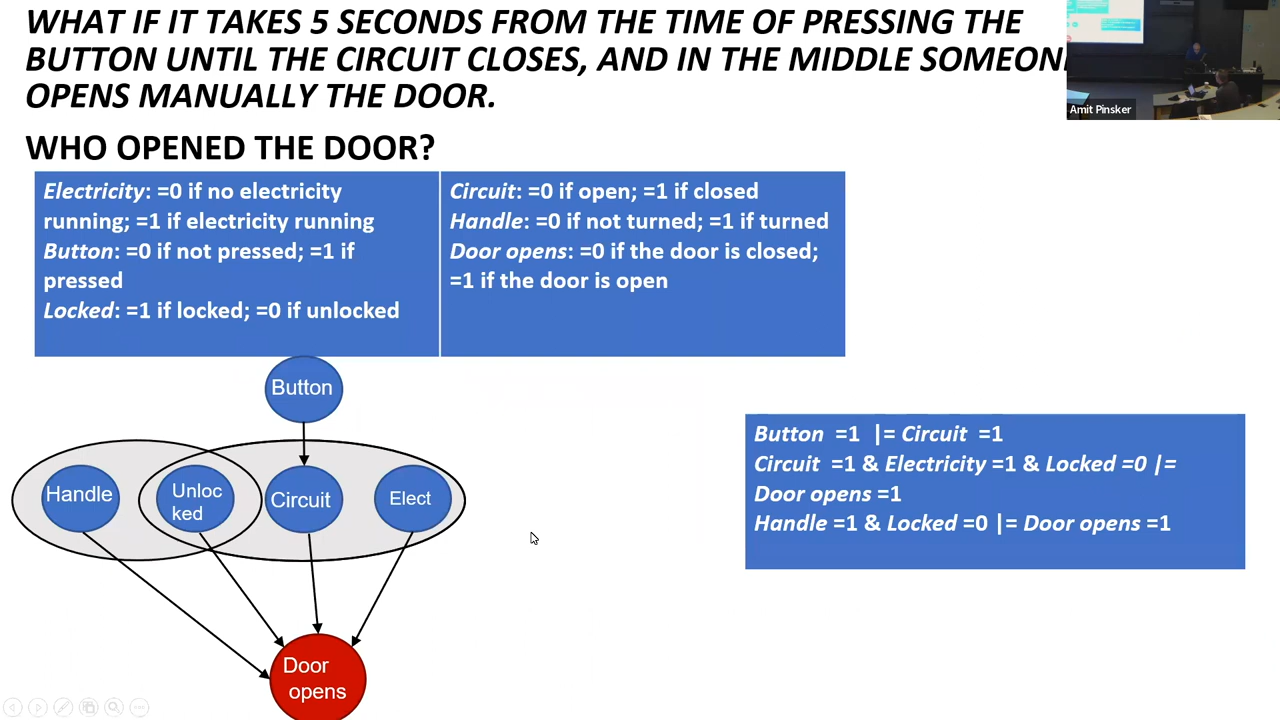 WHAT IF IT TAKES 5 SECONDS FROM THE TIME OF PRESSING THE
BUTTON UNTIL THE CIRCUIT CLOSES, AND IN THE MIDDLE SOMEON
OPENS MANUALLY THE DOOR.
Amit Pinsker
WHO OPENED THE DOOR?
Electricity: =0 if no electricity
running; =1 if electricity running
Button: =0 if not pressed; =1 if
pressed
Locked: =1 if locked; =0 if unlocked
Circuit: =0 if open; =1 if closed
Handle: =0 if not turned; =1 if turned
Door opens: =0 if the door is closed;
=1 if the door is open
Button
Handle
Unloc
ked
Circuit
Elect
Door
opens
Button =1 |= Circuit =1
Circuit =1 & Electricity =1 & Locked =0 |=
Door opens =1
Handle =1 & Locked =0 |= Door opens =1